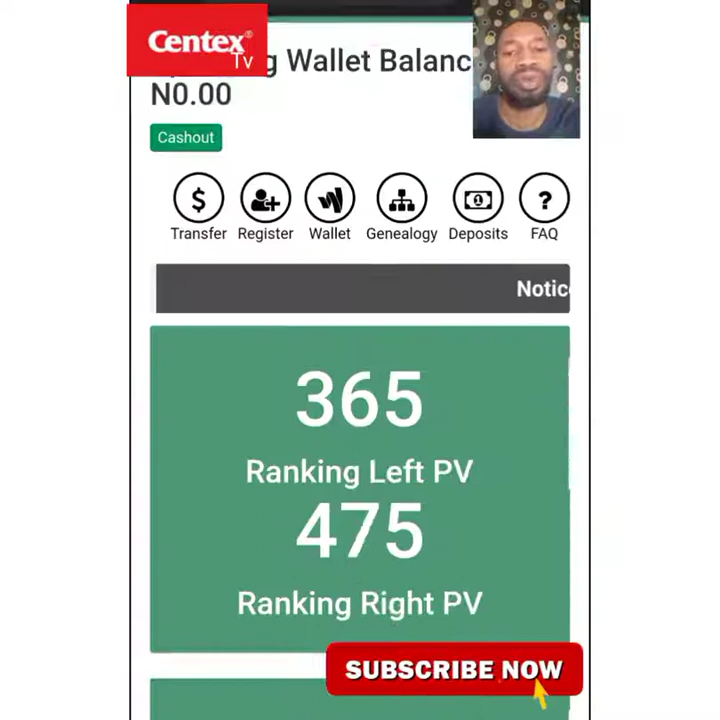 Centex®
Tv
g Wallet Balanc
N0.00
Cashout
Transfer Register Wallet Genealogy Deposits FAQ
Notic
365
Ranking Left PV
475
Ranking Right PV
SUBSCRIBE NOW